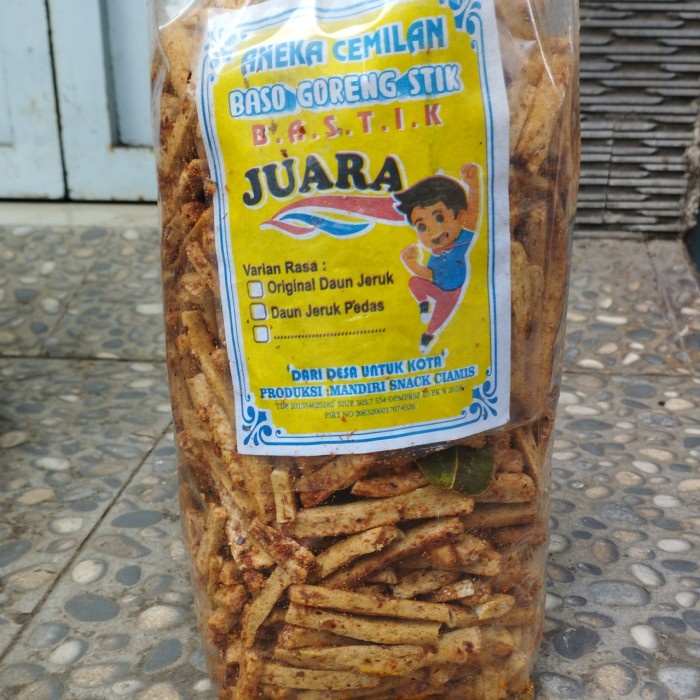 ANEKA CEMILAN
BASO GORENG STIK
B.A.S.T.I.K
JUARA
Varian Rasa :
Original Daun Jeruk
Daun Jeruk Pedas
..............................
"DARI DESA UNTUK KOTA"
PRODUKSI :MANDIRI SNACK CIAMIS